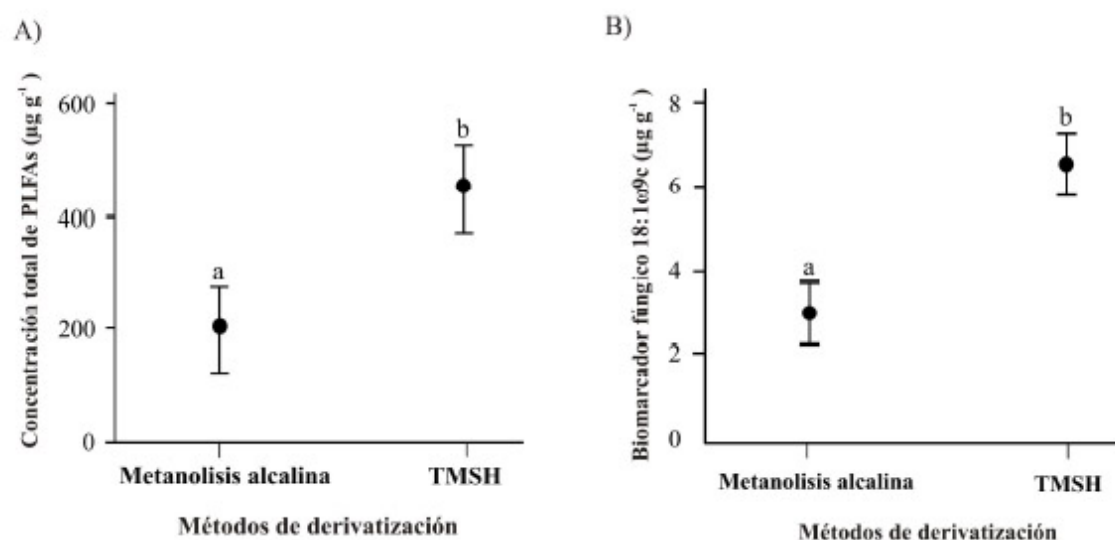 A)
Concentración total de PLFAs (µg g⁻¹)
600
400
200
0
a
b
Metanolisis alcalina
TMSH
Métodos de derivatización
B)
Biomarcador fúngico 18:1ω9c (µg g⁻¹)
8
6
4
2
0
a
b
Metanolisis alcalina
TMSH
Métodos de derivatización